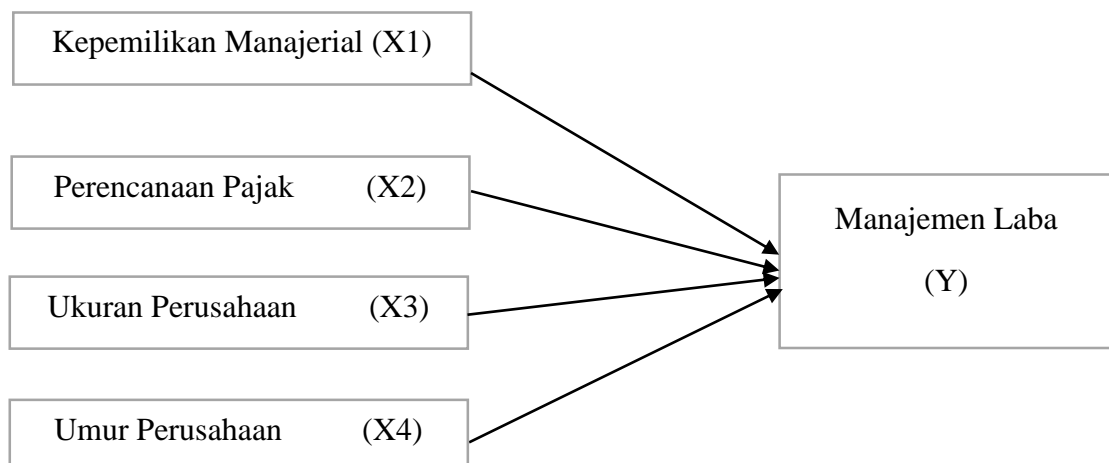 Kepemilikan Manajerial (X1)
Perencanaan Pajak (X2)
Ukuran Perusahaan (X3)
Umur Perusahaan (X4)
Manajemen Laba
(Y)